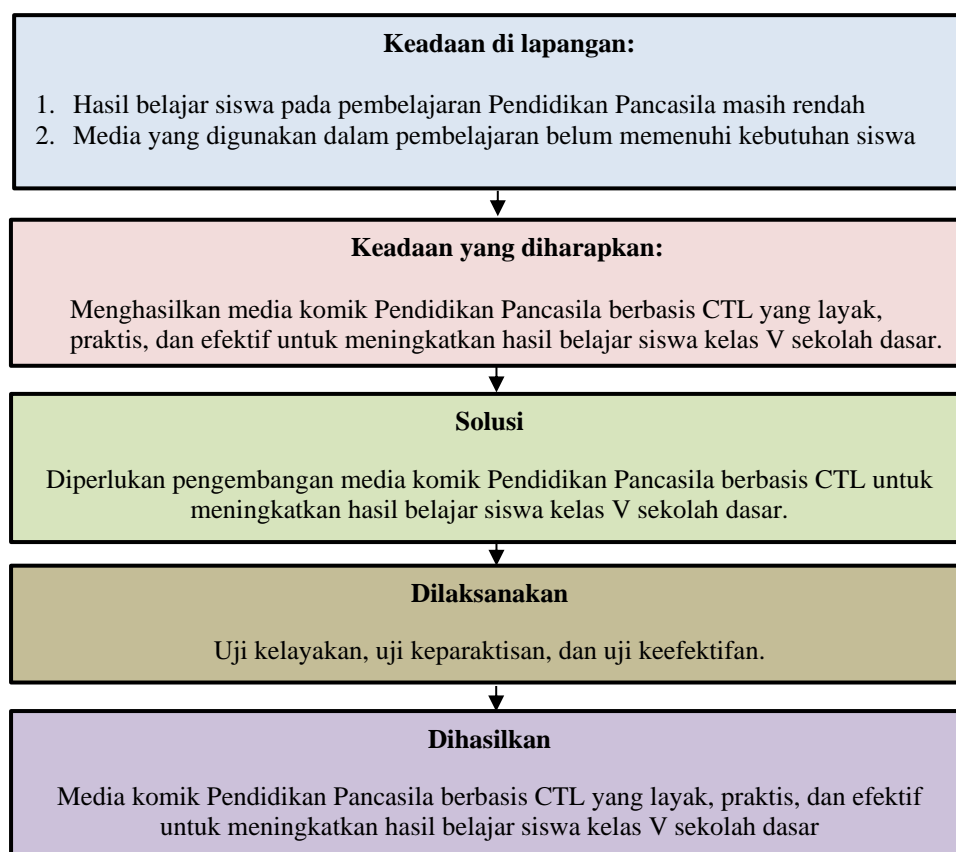 Keadaan di lapangan:
1. Hasil belajar siswa pada pembelajaran Pendidikan Pancasila masih rendah
2. Media yang digunakan dalam pembelajaran belum memenuhi kebutuhan siswa
Keadaan yang diharapkan:
Menghasilkan media komik Pendidikan Pancasila berbasis CTL yang layak,
praktis, dan efektif untuk meningkatkan hasil belajar siswa kelas V sekolah dasar.
Solusi
Diperlukan pengembangan media komik Pendidikan Pancasila berbasis CTL untuk
meningkatkan hasil belajar siswa kelas V sekolah dasar.
Dilaksanakan
Uji kelayakan, uji keparaktisan, dan uji keefektifan.
Dihasilkan
Media komik Pendidikan Pancasila berbasis CTL yang layak, praktis, dan efektif
untuk meningkatkan hasil belajar siswa kelas V sekolah dasar